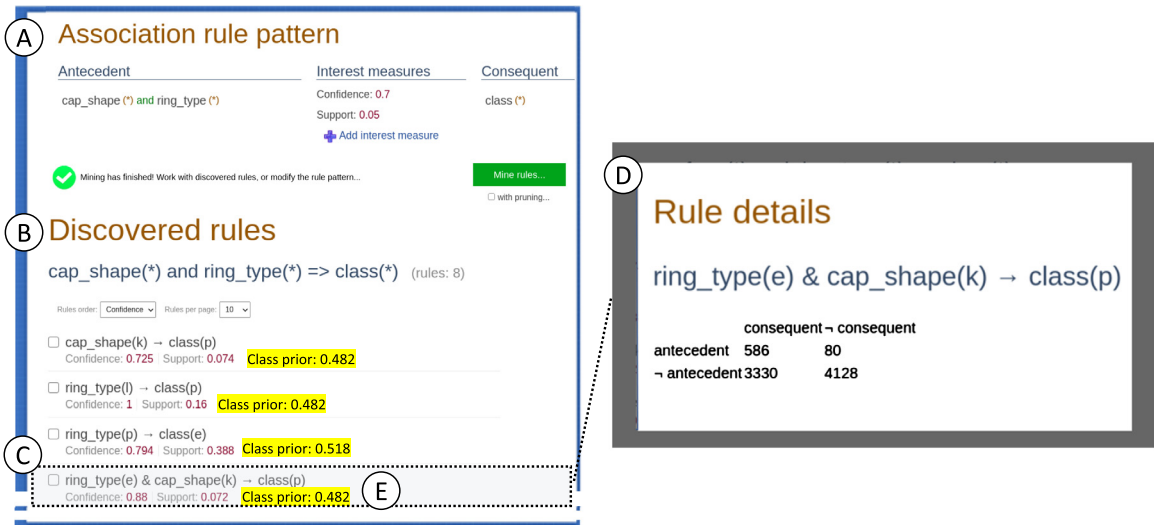 A
Association rule pattern
Antecedent Interest measures Consequent
cap_shape (*) and ring_type (*) Confidence: 0.7 class (*)
Support: 0.05
Add interest measure
Mining has finished! Work with discovered rules, or modify the rule pattern... Mine rules...
with pruning...
B
Discovered rules
cap_shape(*) and ring_type(*) => class(*) (rules: 8)
Rules order: Confidence Rules per page: 10
cap_shape(k) → class(p)
Confidence: 0.725 Support: 0.074 Class prior: 0.482
ring_type(l) → class(p)
Confidence: 1 Support: 0.16 Class prior: 0.482
ring_type(p) → class(e)
Confidence: 0.794 Support: 0.388 Class prior: 0.518
C
ring_type(e) & cap_shape(k) → class(p)
Confidence: 0.88 Support: 0.072 Class prior: 0.482
E
D
Rule details
ring_type(e) & cap_shape(k) → class(p)
consequent ¬ consequent
antecedent 586 80
¬ antecedent 3330 4128